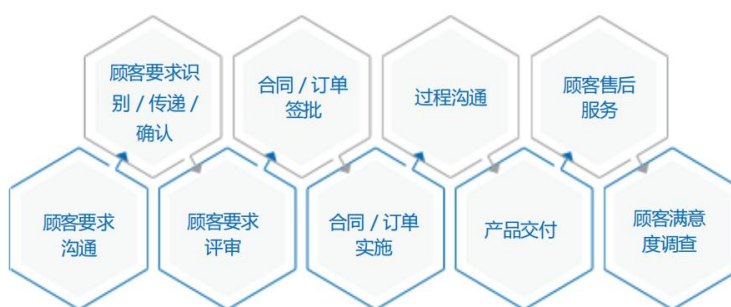 顾客要求识
别 / 传递 /
确认
合同 / 订单
签批
过程沟通
顾客售后
服务
顾客要求
沟通
顾客要求
评审
合同 / 订单
实施
产品交付
顾客满意
度调查